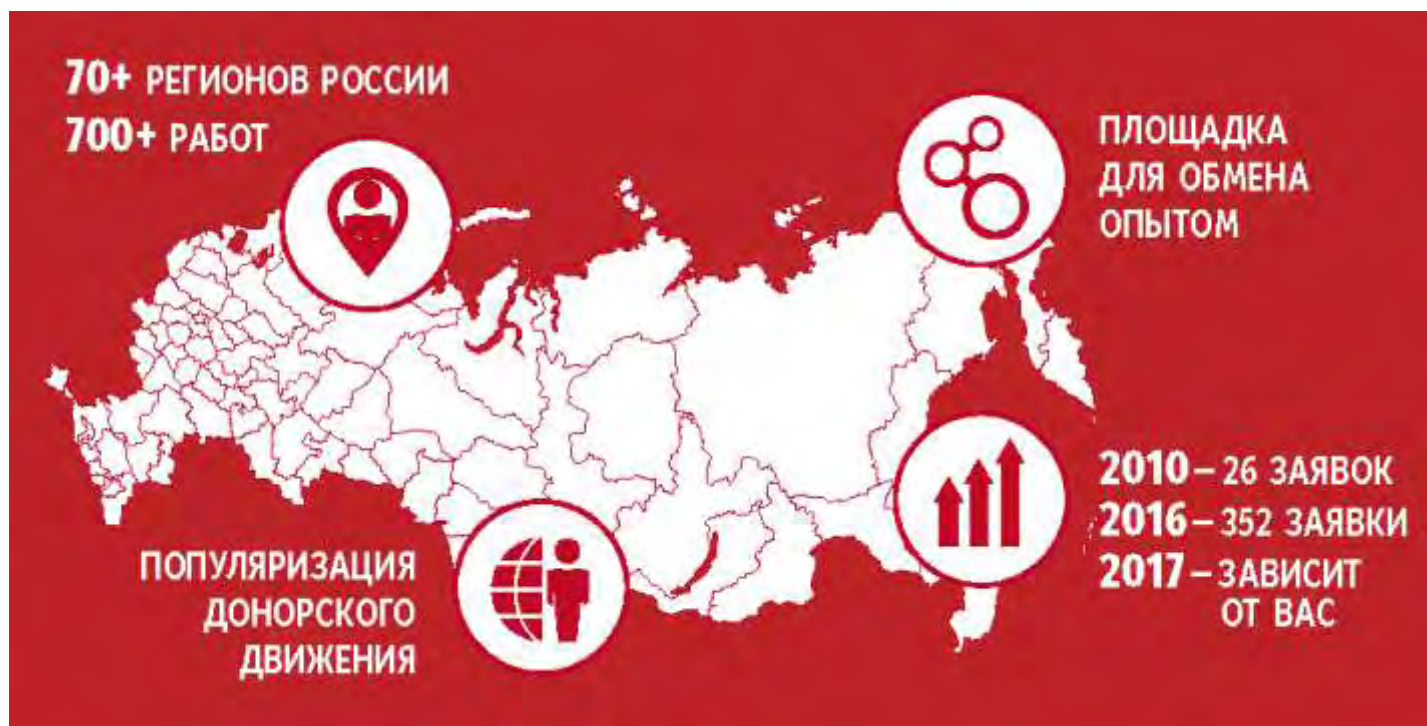 70+ РЕГИОНОВ РОССИИ
700+ РАБОТ
ПЛОЩАДКА
ДЛЯ ОБМЕНА
ОПЫТОМ
ПОПУЛЯРИЗАЦИЯ
ДОНОРСКОГО
ДВИЖЕНИЯ
2010 – 26 ЗАЯВОК
2016 – 352 ЗАЯВКИ
2017 – ЗАВИСИТ
ОТ ВАС